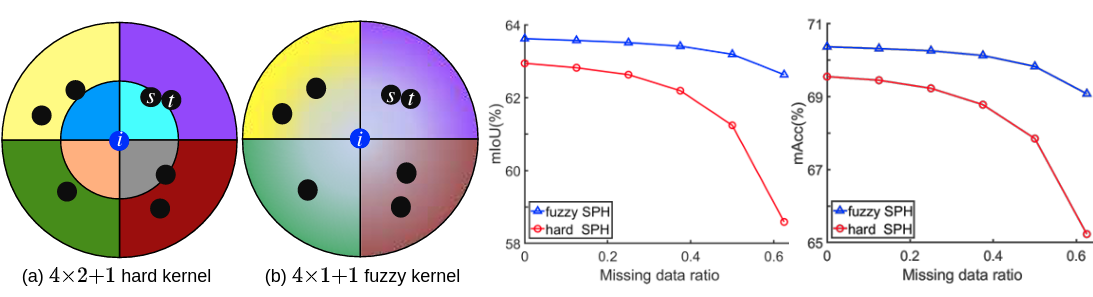 s t
i
(a) 4×2+1 hard kernel
s t
i
(b) 4×1+1 fuzzy kernel
64
62
60
58
mIoU(%)
fuzzy SPH
hard SPH
0 0.2 0.4 0.6
Missing data ratio
71
69
67
65
mAcc(%)
fuzzy SPH
hard SPH
0 0.2 0.4 0.6
Missing data ratio